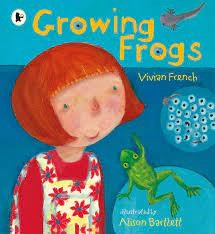 Growing
Frogs
Vivian French
illustrated by
Alison Bartlett